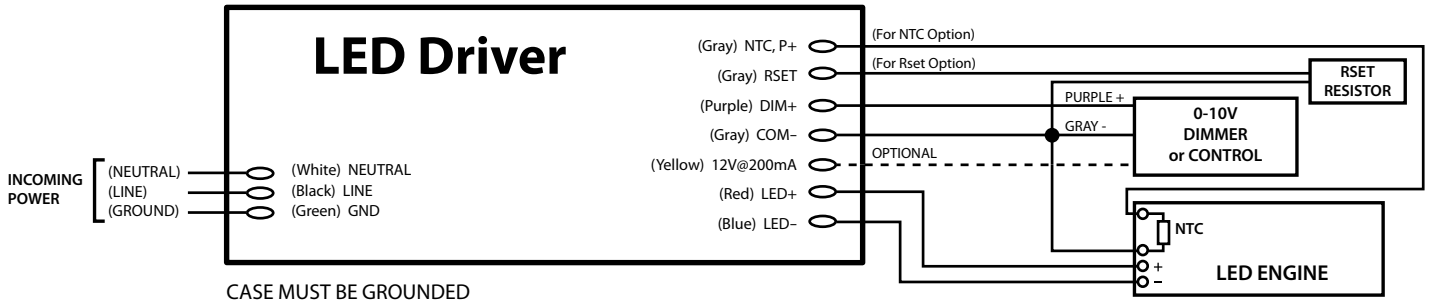 LED Driver
(Gray) NTC, P+
(For NTC Option)
(Gray) RSET
(For Rset Option)
RSET
RESISTOR
(Purple) DIM+
PURPLE +
(Gray) COM–
GRAY -
0-10V
DIMMER
or CONTROL
(Yellow) 12V@200mA
OPTIONAL
(Red) LED+
(Blue) LED–
INCOMING
POWER
(NEUTRAL)
(LINE)
(GROUND)
(White) NEUTRAL
(Black) LINE
(Green) GND
NTC
+
–
LED ENGINE
CASE MUST BE GROUNDED